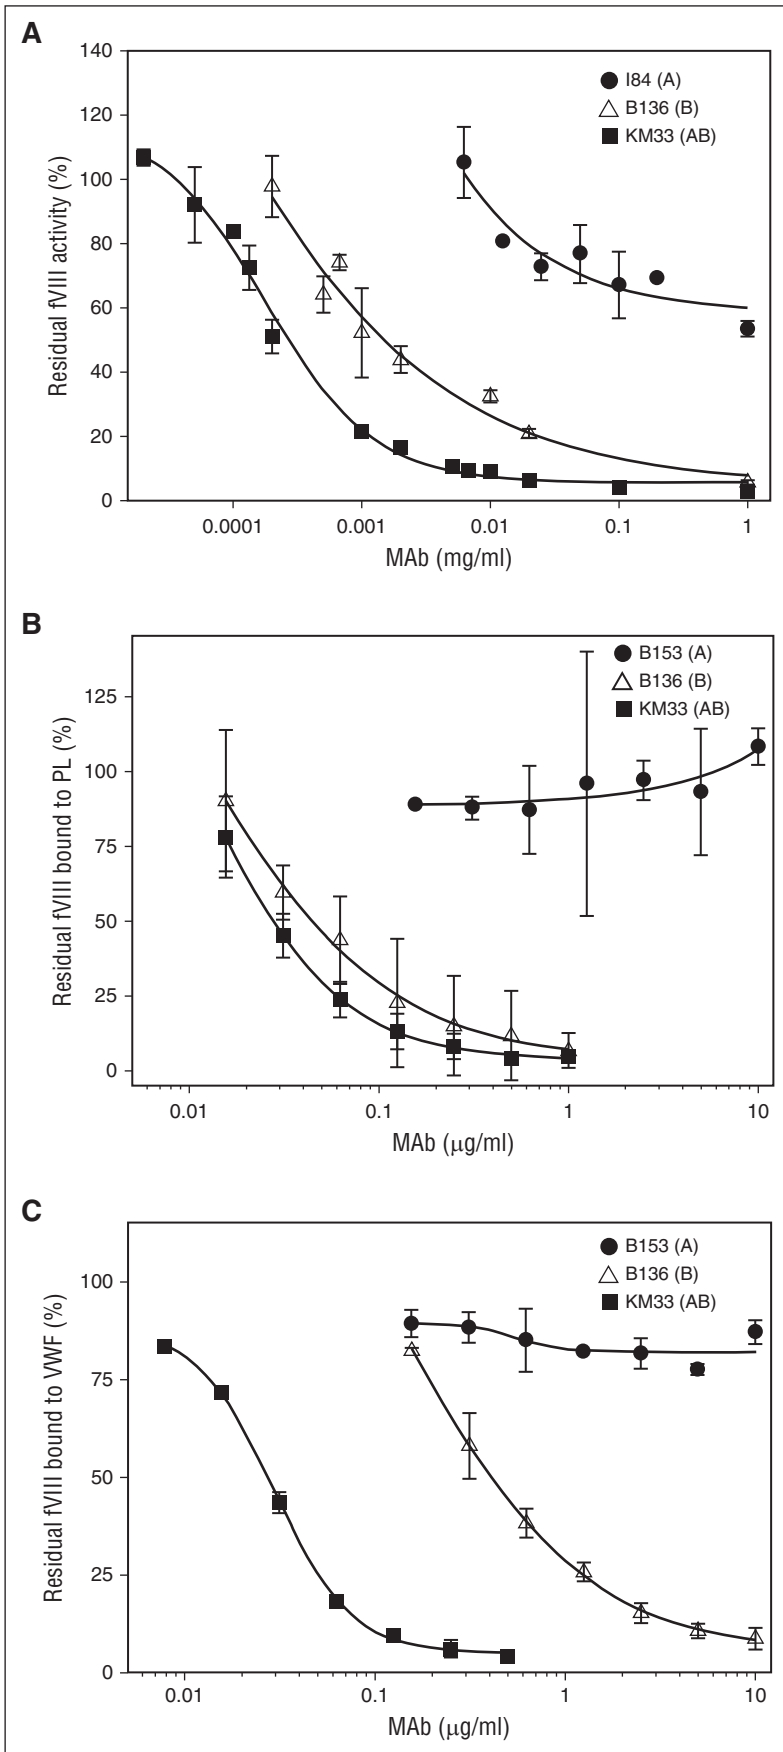 A
140
120
100
80
60
40
20
0
Residual fVIII activity (%)
I84 (A)
B136 (B)
KM33 (AB)
0.0001 0.001 0.01 0.1 1
MAb (mg/ml)
B
125
100
75
50
25
0
Residual fVIII bound to PL (%)
B153 (A)
B136 (B)
KM33 (AB)
0.01 0.1 1 10
MAb (μg/ml)
C
100
75
50
25
0
Residual fVIII bound to VWF (%)
B153 (A)
B136 (B)
KM33 (AB)
0.01 0.1 1 10
MAb (μg/ml)